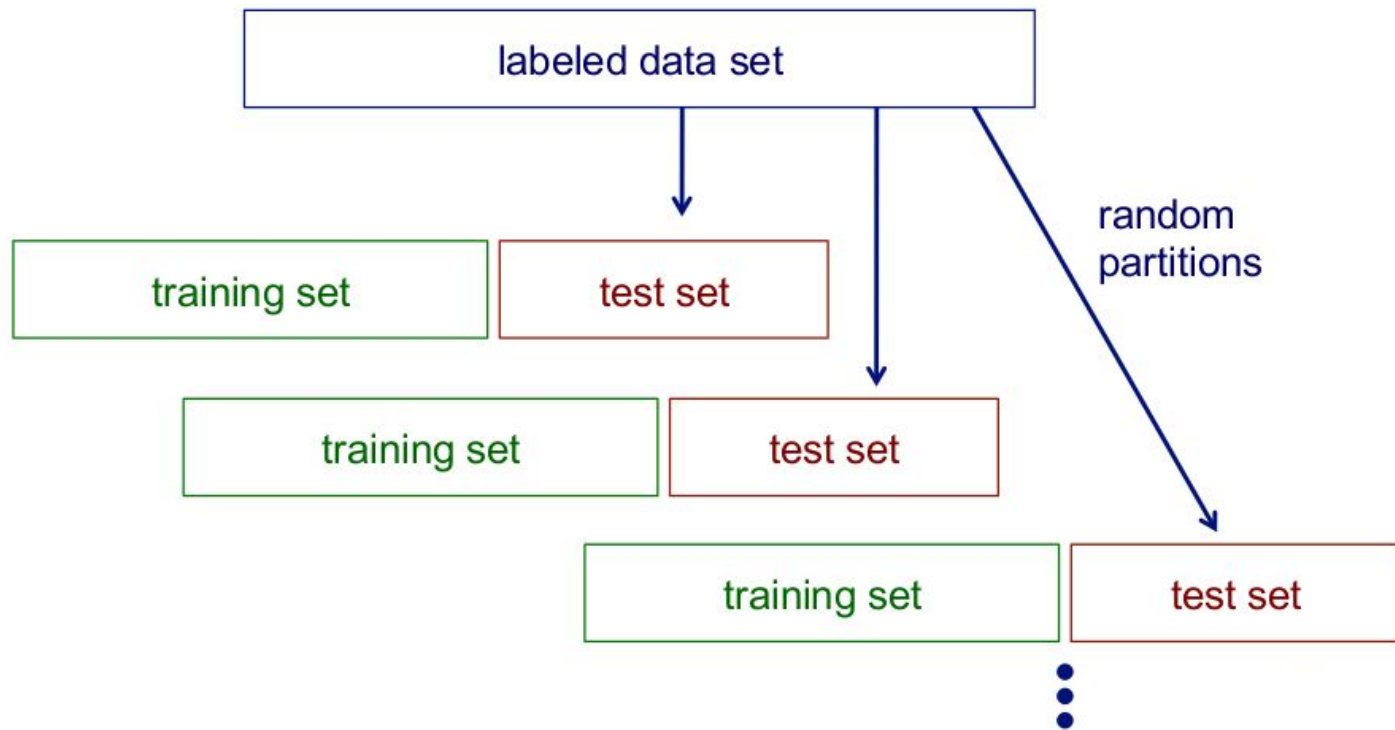 labeled data set
random
partitions
training set
test set
training set
test set
training set
test set